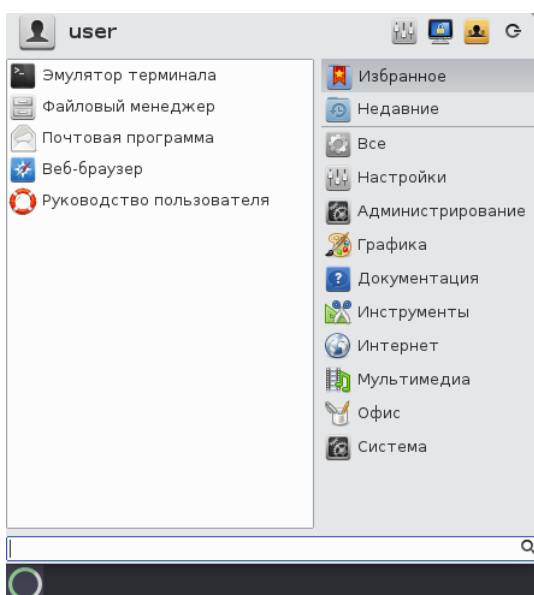 user
Эмулятор терминала
Файловый менеджер
Почтовая программа
Веб-браузер
Руководство пользователя
Избранное
Недавние
Все
Настройки
Администрирование
Графика
Документация
Инструменты
Интернет
Мультимедиа
Офис
Система